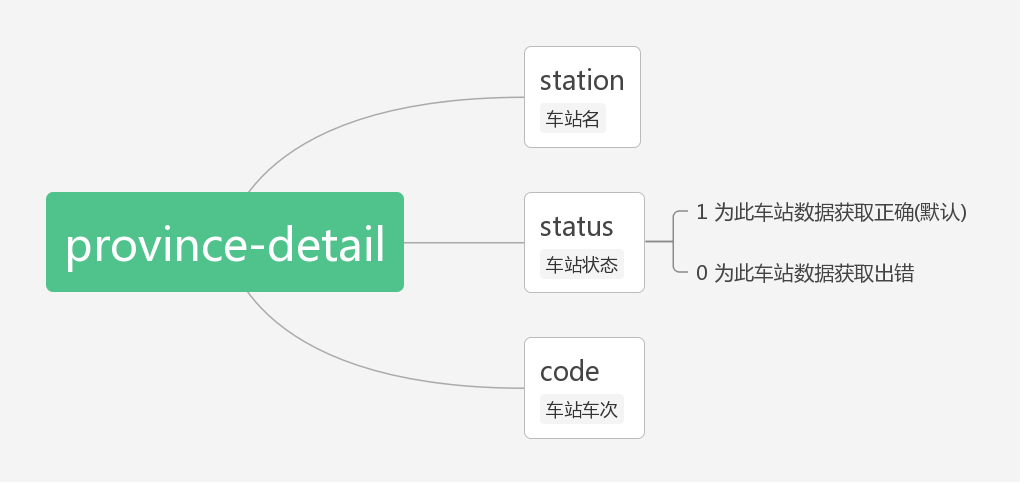 station
车站名
province-detail
status
车站状态
1 为此车站数据获取正确(默认)
0 为此车站数据获取出错
code
车站车次